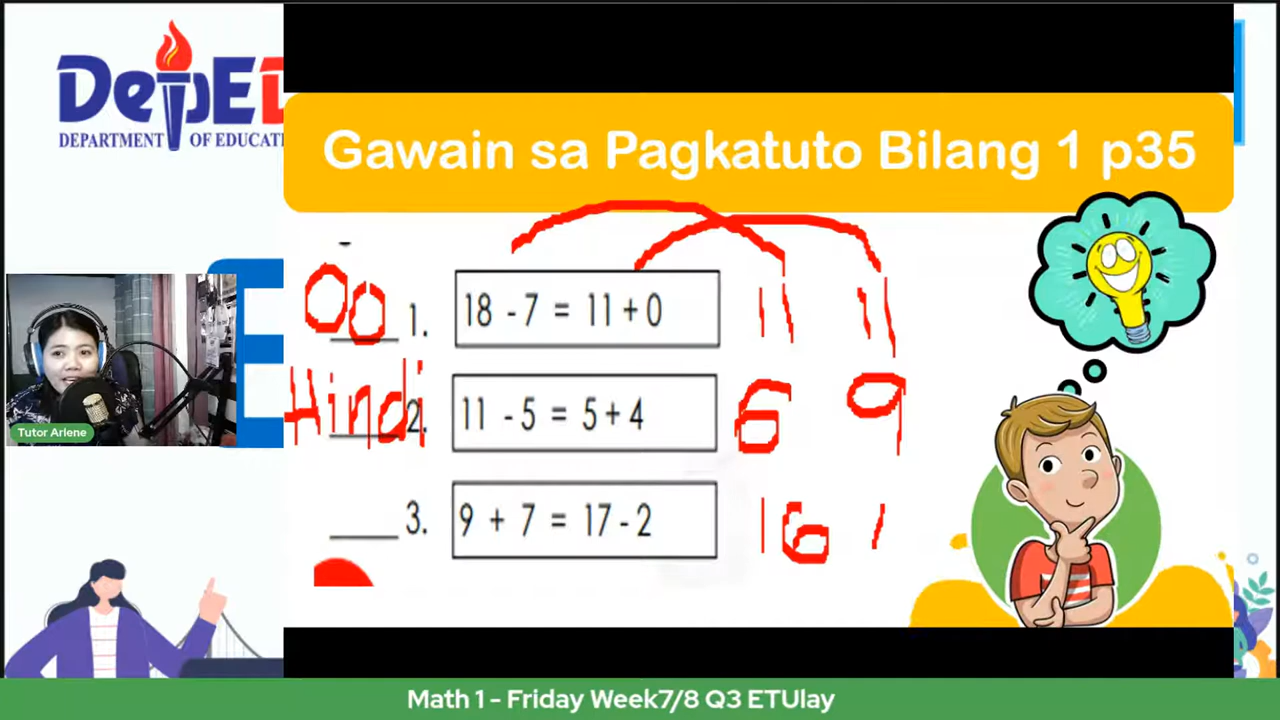 DepED
DEPARTMENT OF EDUCATI
Gawain sa Pagkatuto Bilang 1 p35
Oo 1. 18 - 7 = 11 + 0 11 11
Hindi 2. 11 - 5 = 5 + 4 6 9
3. 9 + 7 = 17 - 2 16 1
Tutor Arlene
Math 1 - Friday Week7/8 Q3 ETUlay